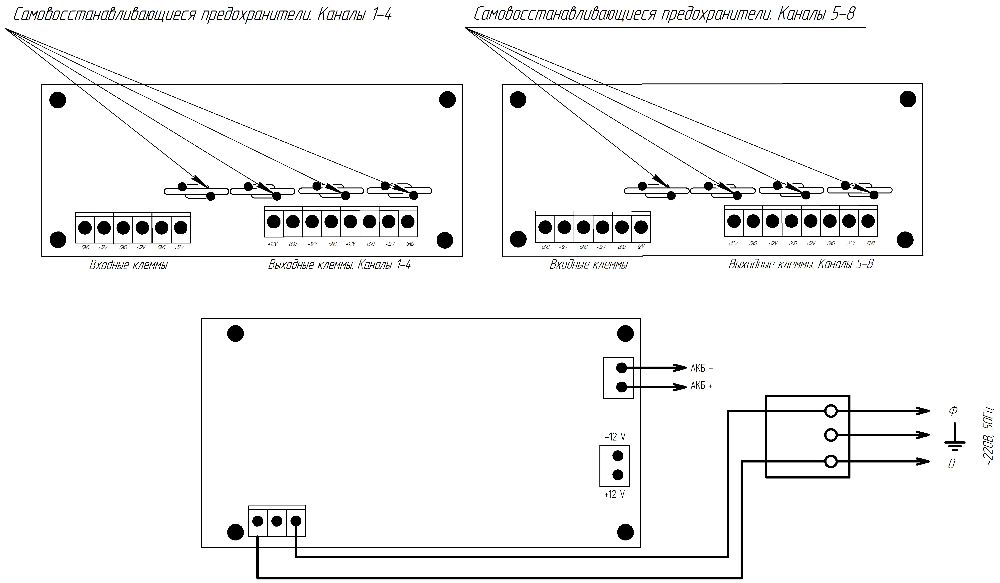 Самовосстанавливающиеся предохранители. Каналы 1-4
Самовосстанавливающиеся предохранители. Каналы 5-8
GND +12V GND +12V GND +12V
+12V GND +12V GND +12V GND +12V GND
GND +12V GND +12V GND +12V
+12V GND +12V GND +12V GND +12V GND
Входные клеммы
Выходные клеммы. Каналы 1-4
Входные клеммы
Выходные клеммы. Каналы 5-8
АКБ -
АКБ +
-12 V
+12 V
Ф
0
~220В, 50Гц